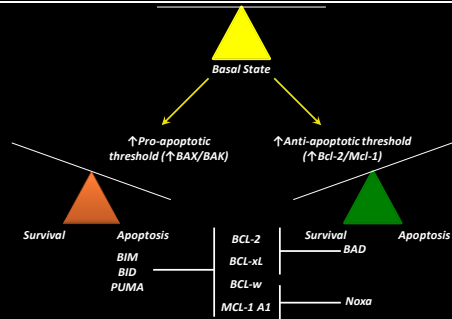 Basal State
↑Pro-apoptotic
threshold (↑BAX/BAK)
↑Anti-apoptotic threshold
(↑Bcl-2/Mcl-1)
Survival Apoptosis
Survival Apoptosis
BIM
BID
PUMA
BCL-2
BCL-xL
BCL-w
MCL-1 A1
BAD
Noxa